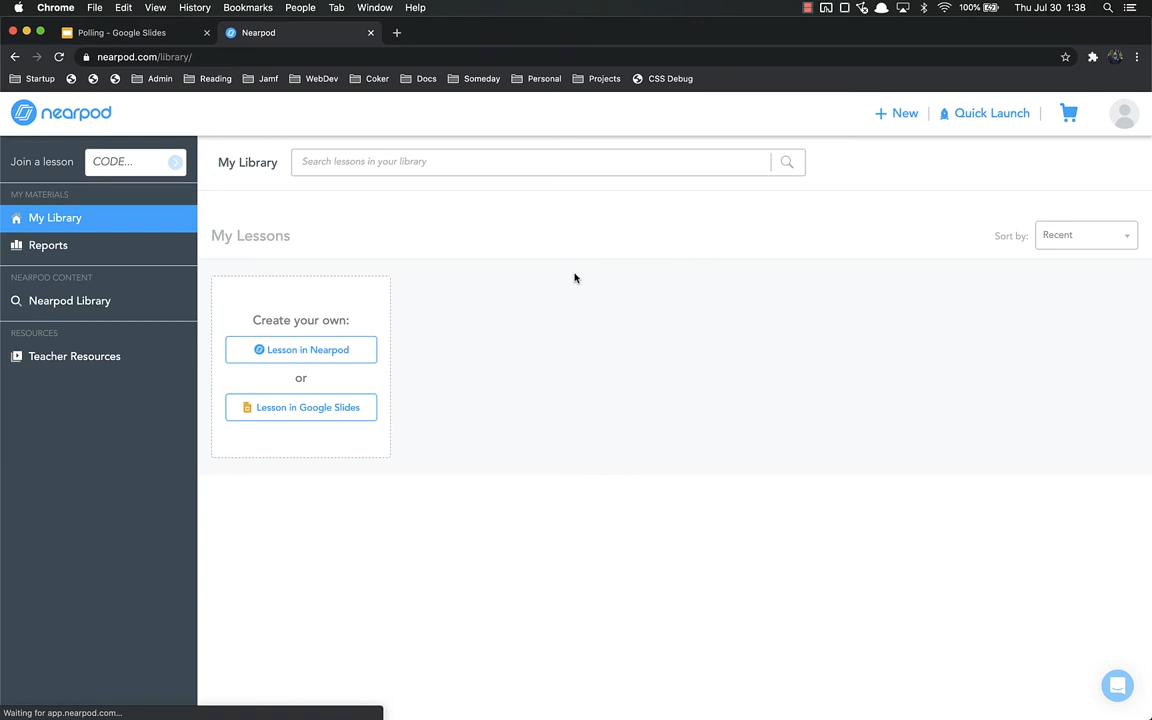 Chrome File Edit View History Bookmarks People Tab Window Help 100% Thu Jul 30 1:38
Polling - Google Slides Nearpod
nearpod.com/library/
Startup Admin Reading Jamf WebDev Coker Docs Someday Personal Projects CSS Debug
nearpod + New Quick Launch
Join a lesson CODE... My Library Search lessons in your library
MY MATERIALS
My Library
Reports
NEARPOD CONTENT
Nearpod Library
RESOURCES
Teacher Resources
My Lessons Sort by: Recent
Create your own:
Lesson in Nearpod
or
Lesson in Google Slides
Waiting for app.nearpod.com...